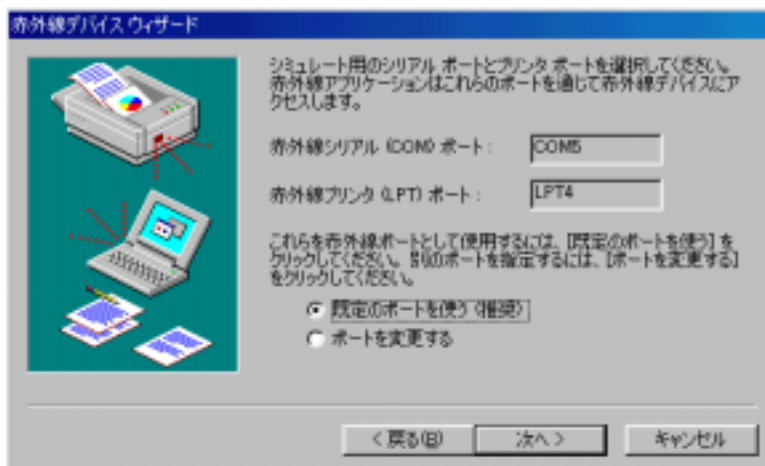 赤外線デバイス ウィザード
シミュレート用のシリアル ポートとプリンタ ポートを選択してください。
赤外線アプリケーションはこれらのポートを通じて赤外線デバイスにア
クセスします。
赤外線シリアル (COM) ポート :
COM5
赤外線プリンタ (LPT) ポート :
LPT4
これらを赤外線ポートとして使用するには、[既定のポートを使う] を
クリックしてください。別のポートを指定するには、[ポートを変更する]
をクリックしてください。
既定のポートを使う (推奨)
ポートを変更する
< 戻る(B)
次へ >
キャンセル